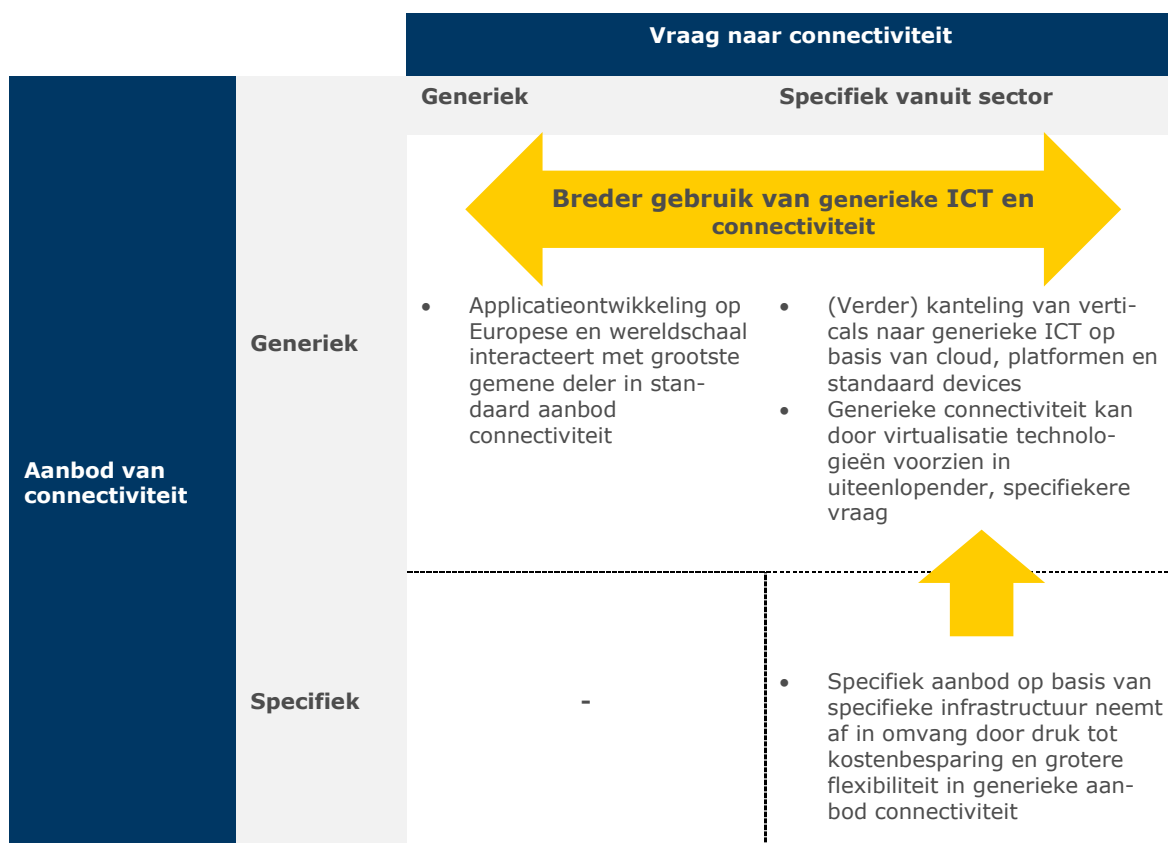 Vraag naar connectiviteit
Generiek
Specifiek vanuit sector
Breder gebruik van generieke ICT en
connectiviteit
Aanbod van
connectiviteit
Generiek
• Applicatieontwikkeling op
Europese en wereldschaal
interacteert met grootste
gemene deler in stan-
daard aanbod
connectiviteit
• (Verder) kanteling van verti-
cals naar generieke ICT op
basis van cloud, platformen en
standaard devices
• Generieke connectiviteit kan
door virtualisatie technolo-
gieën voorzien in
uiteenlopender, specifiekere
vraag
Specifiek
-
• Specifiek aanbod op basis van
specifieke infrastructuur neemt
af in omvang door druk tot
kostenbesparing en grotere
flexibiliteit in generieke aan-
bod connectiviteit